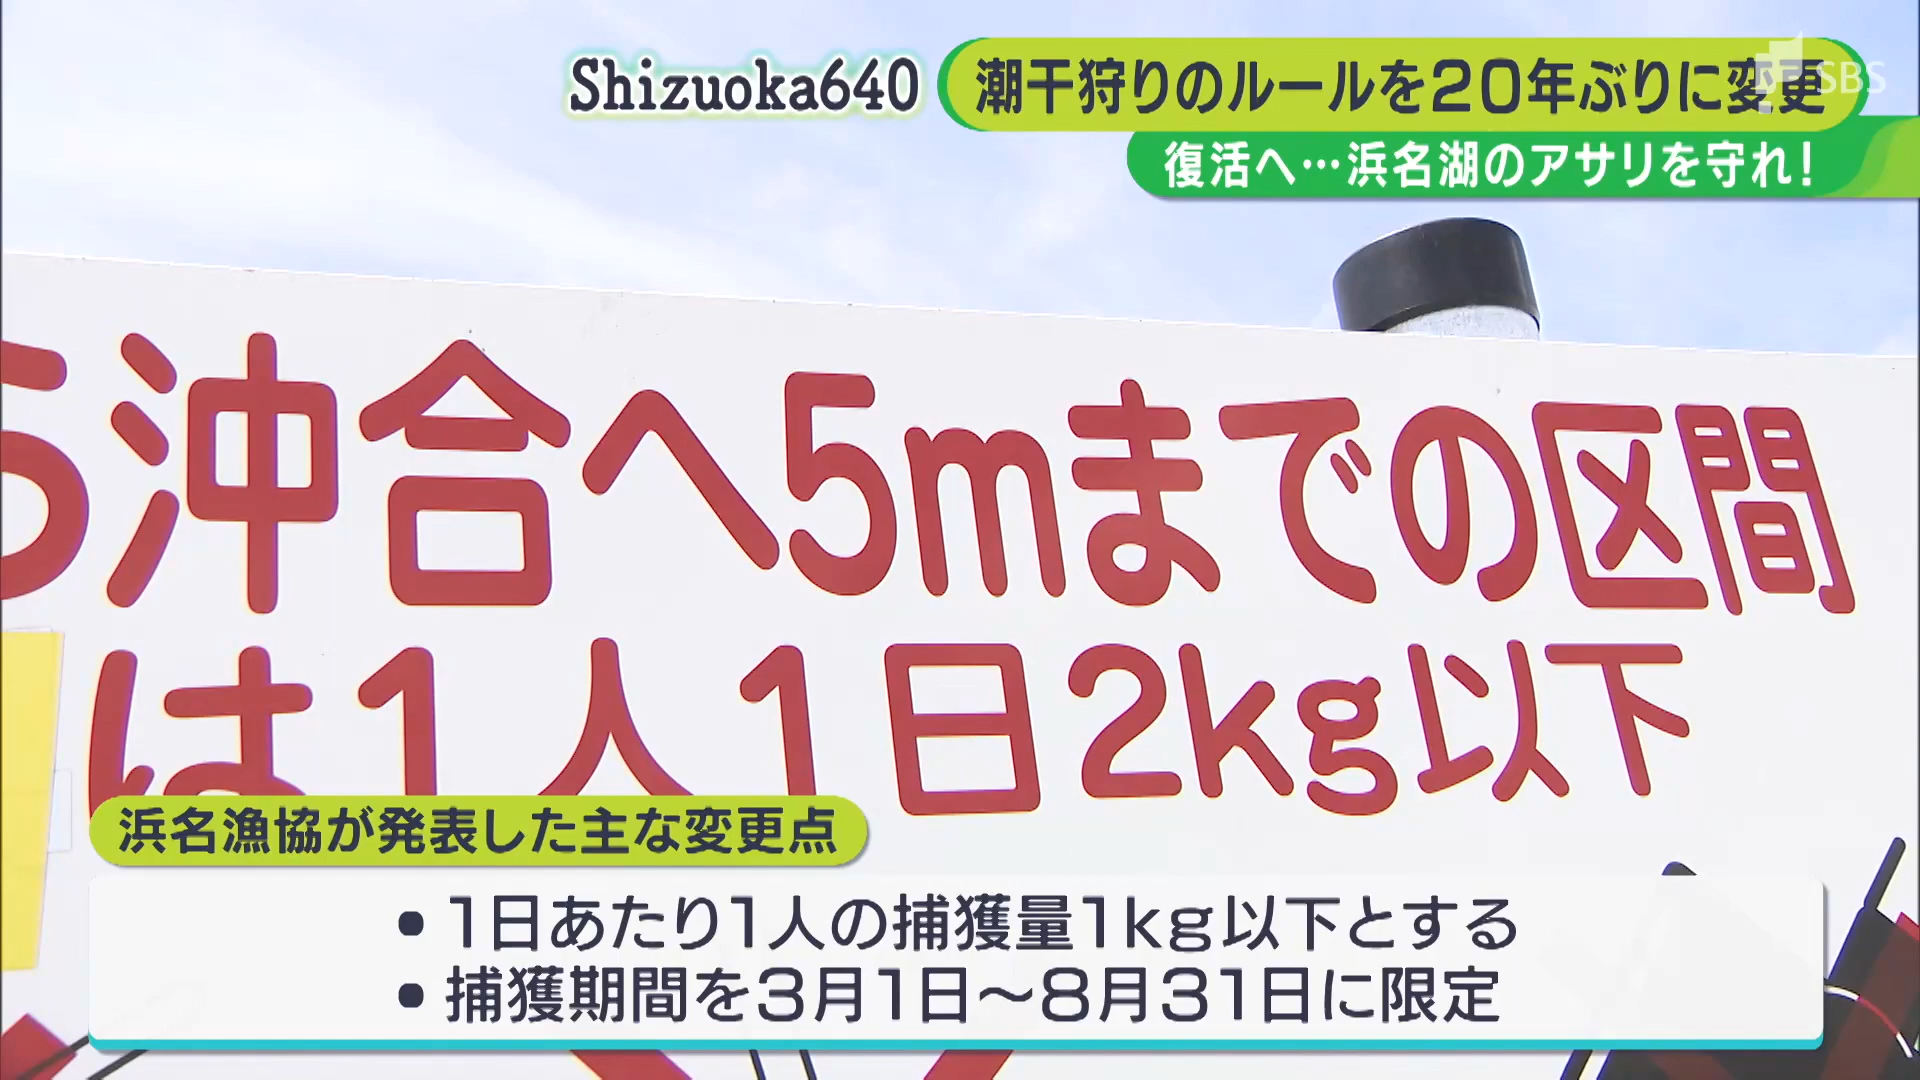 Shizuoka640
潮干狩りのルールを20年ぶりに変更
SBS
復活へ…浜名湖のアサリを守れ!
ら沖合へ5mまでの区間
は1人1日2kg以下
浜名漁協が発表した主な変更点
・1日あたり1人の捕獲量1kg以下とする
・捕獲期間を3月1日～8月31日に限定